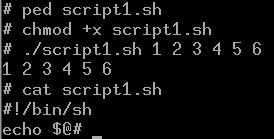 # ped script1.sh
# chmod +x script1.sh
# ./script1.sh 1 2 3 4 5 6
1 2 3 4 5 6
# cat script1.sh
#!/bin/sh
echo $@#